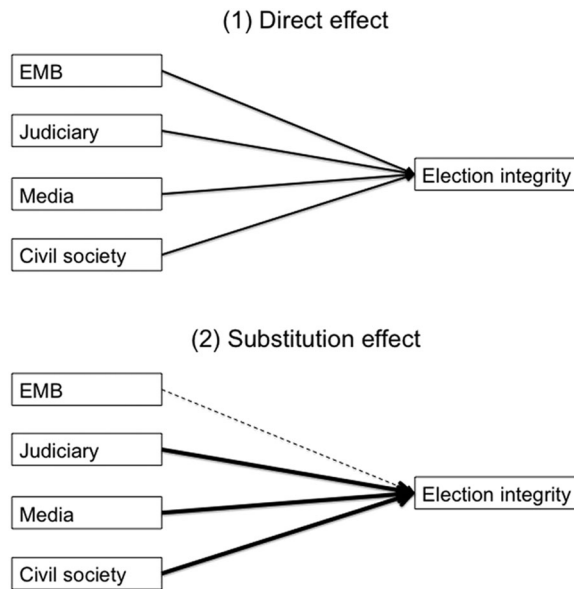 (1) Direct effect
EMB
Judiciary
Media
Civil society
Election integrity
(2) Substitution effect
EMB
Judiciary
Media
Civil society
Election integrity